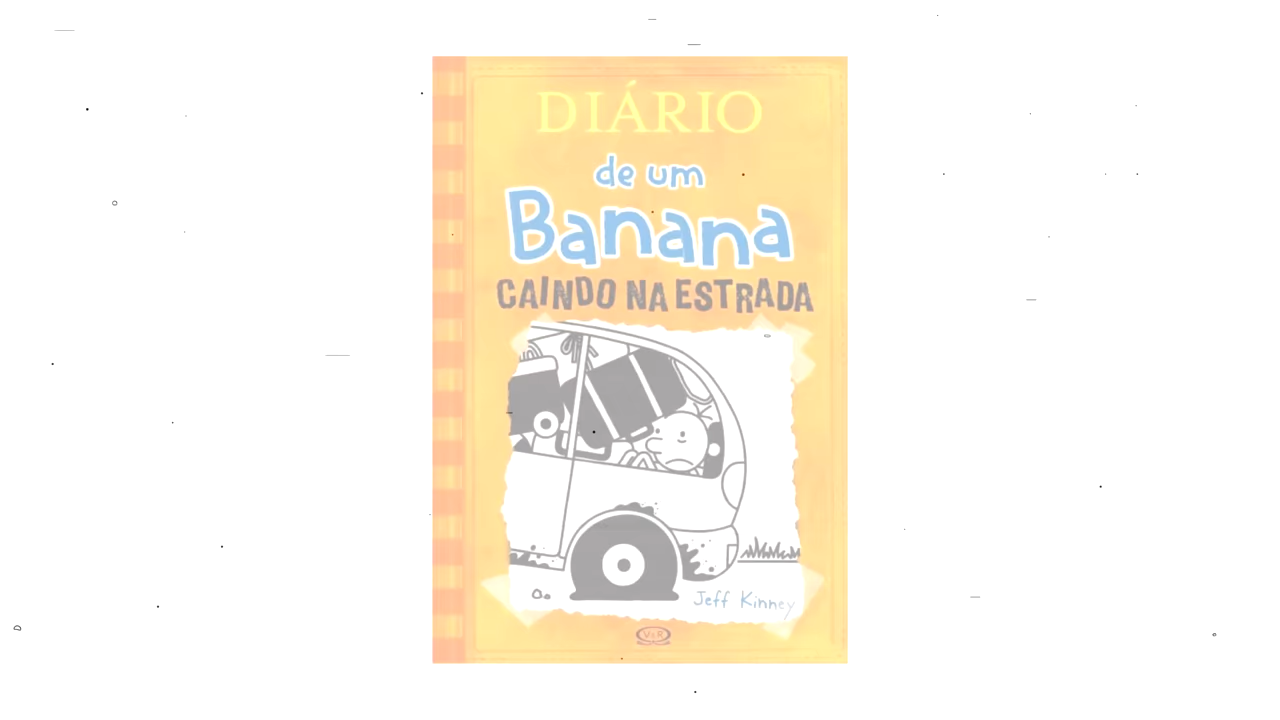 DIÁRIO
de um
Banana
CAINDO NA ESTRADA
Jeff Kinney
V&R